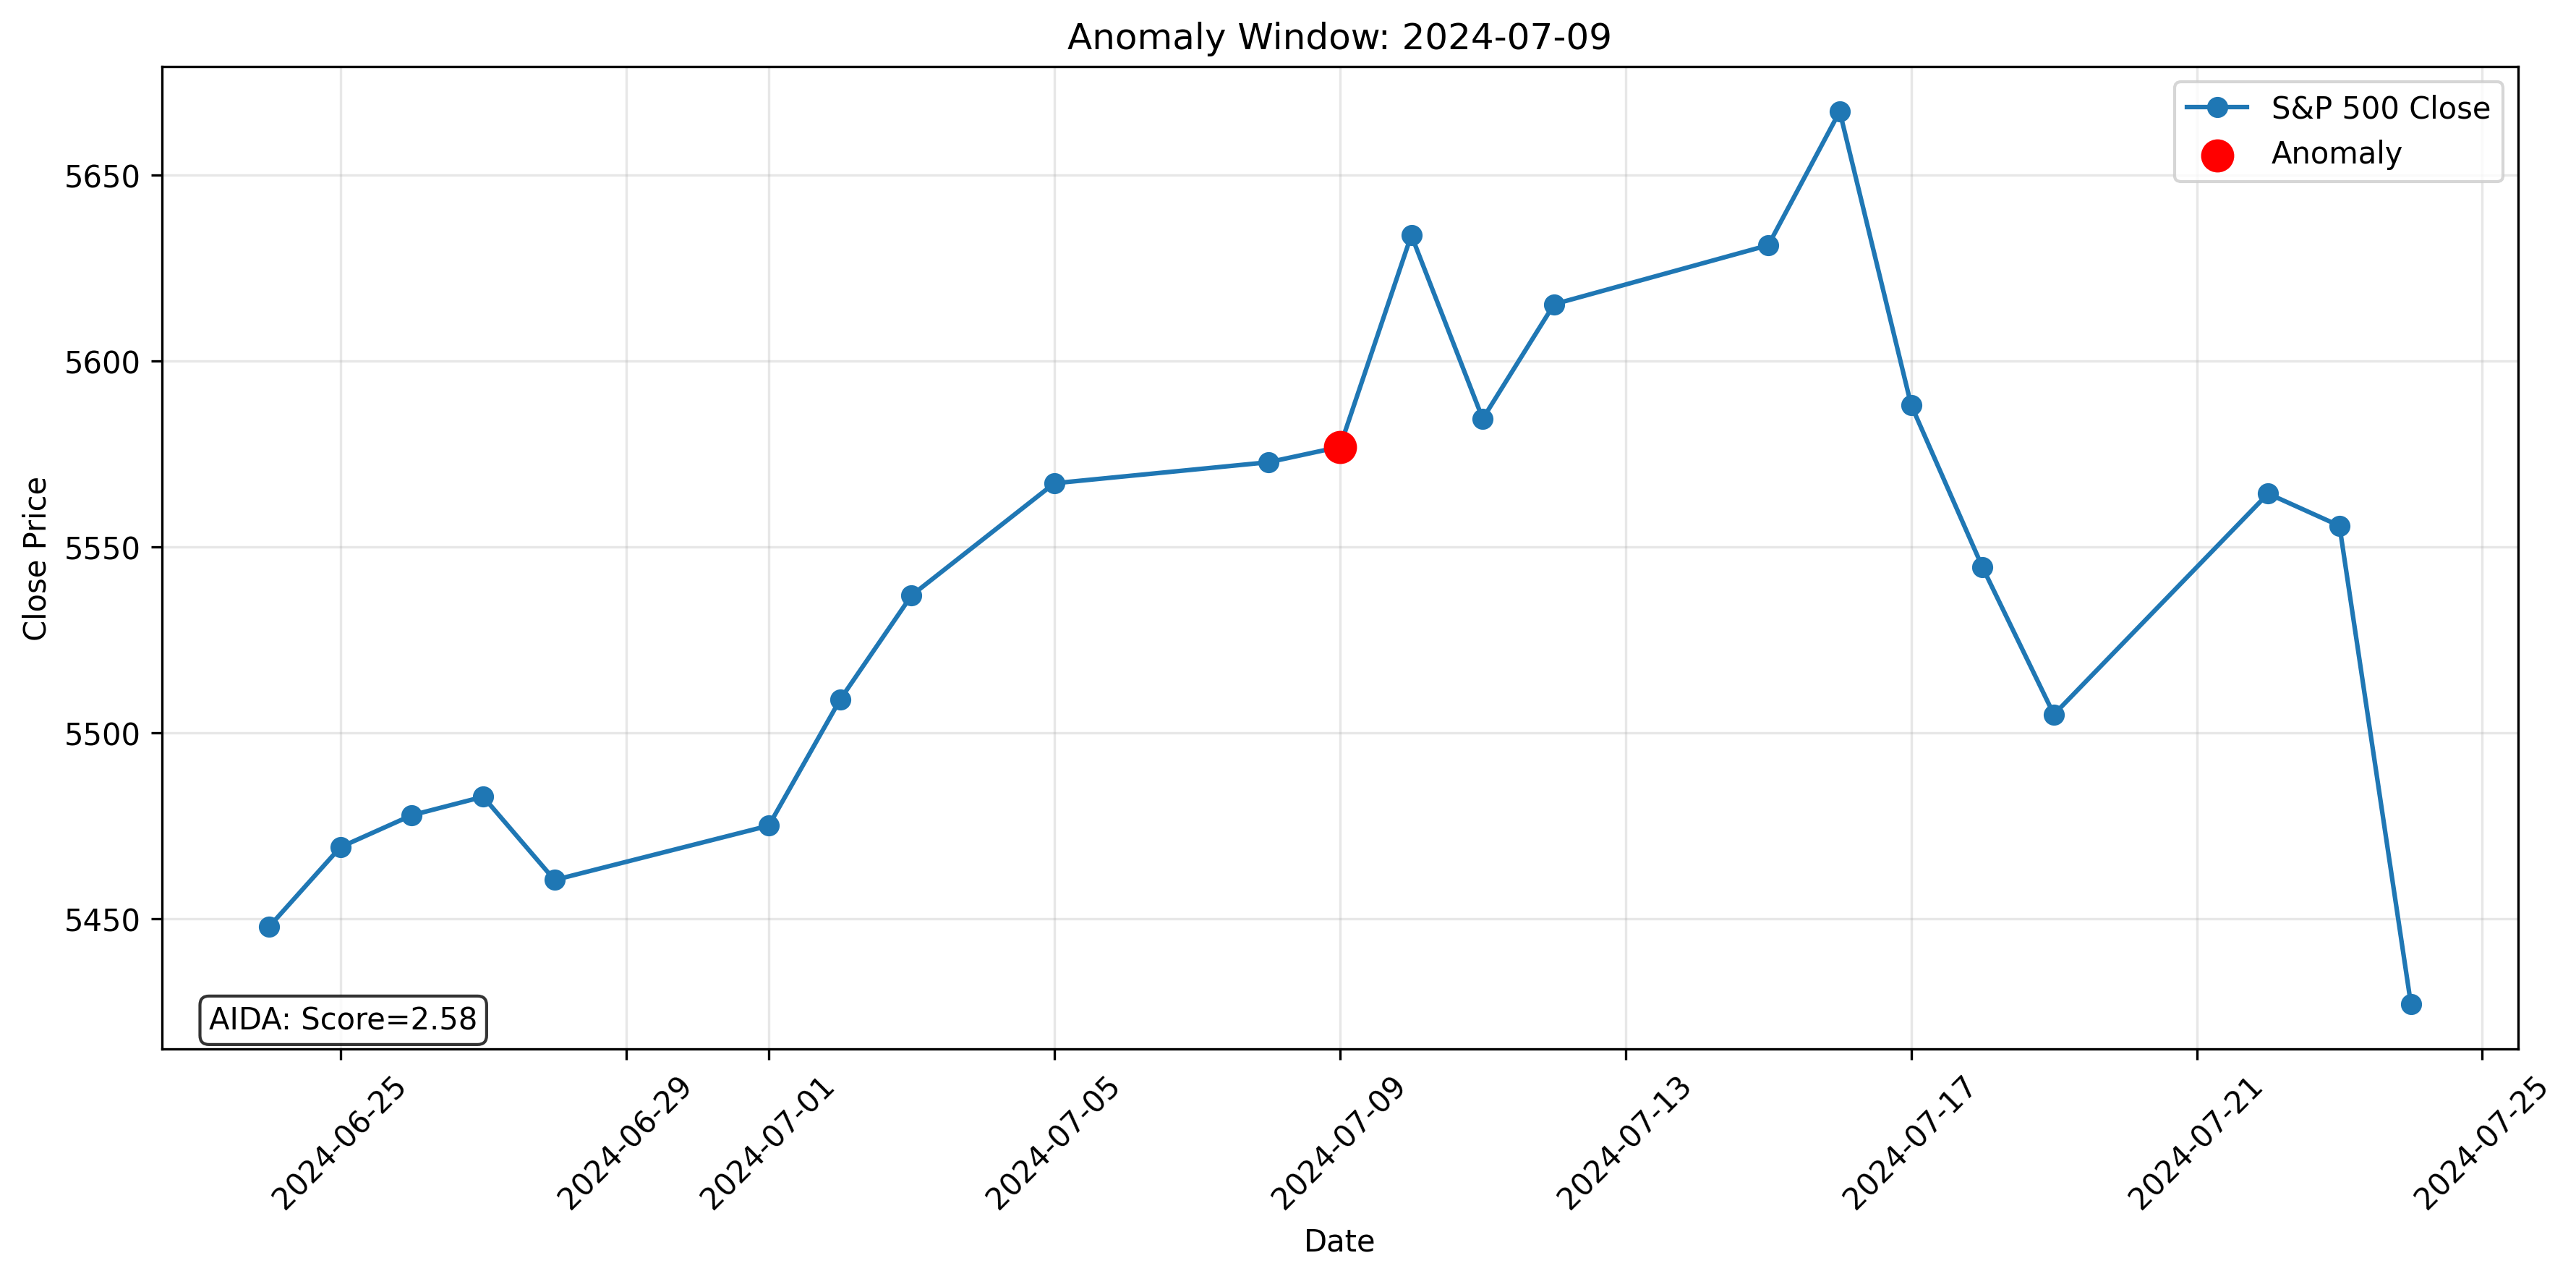 Anomaly Window: 2024-07-09
S&P 500 Close
Anomaly
Close Price
5650
5600
5550
5500
5450
AIDA: Score=2.58
2024-06-25
2024-06-29
2024-07-01
2024-07-05
2024-07-09
2024-07-13
2024-07-17
2024-07-21
2024-07-25
Date